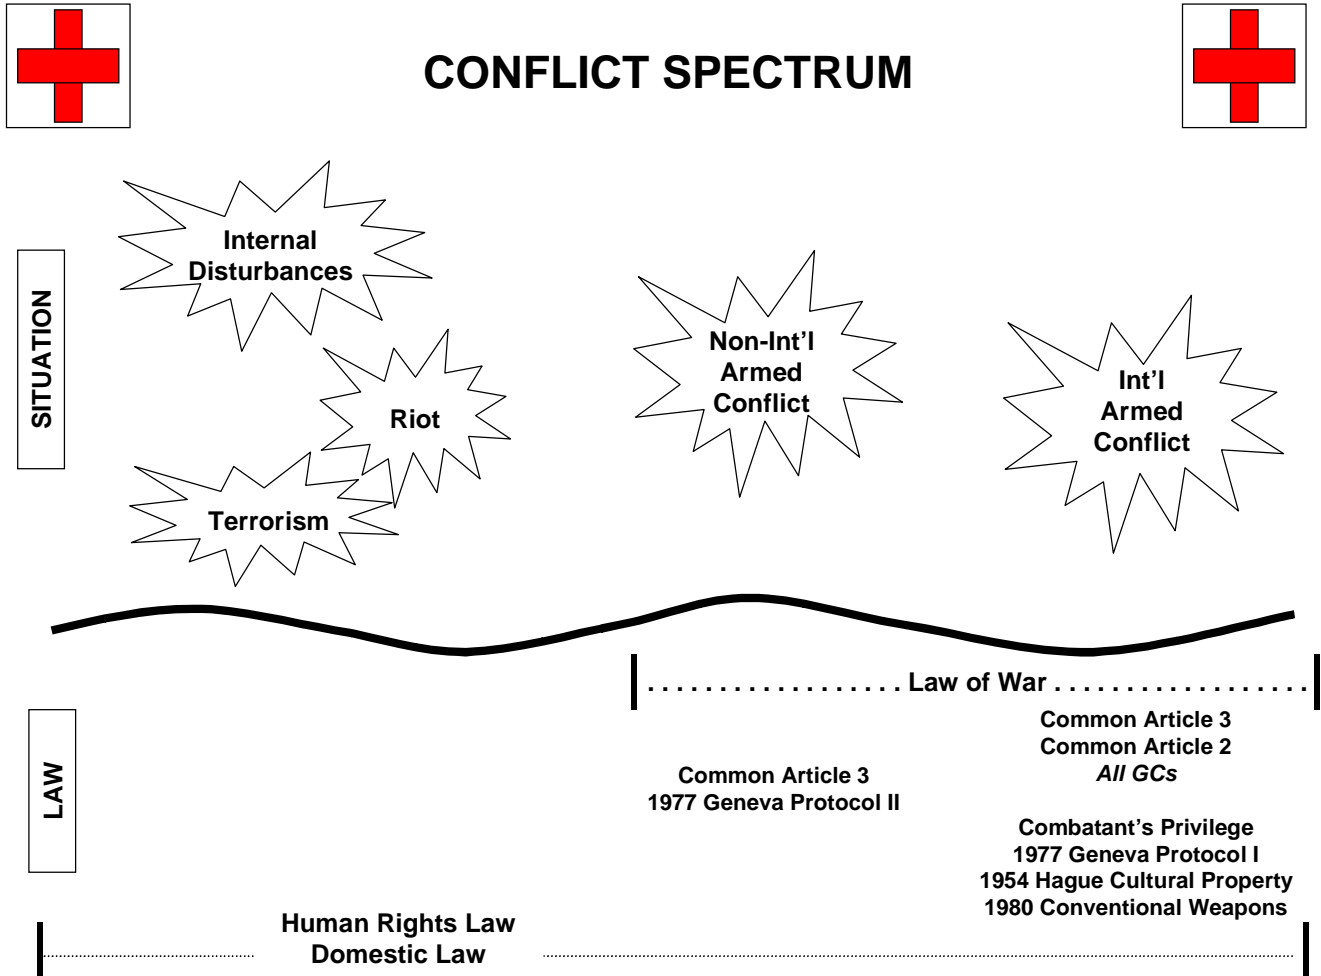 CONFLICT SPECTRUM
SITUATION
Internal
Disturbances
Riot
Terrorism
Non-Int’l
Armed
Conflict
Int’l
Armed
Conflict
LAW
. . . . . . . . . . . . . . . . . . Law of War . . . . . . . . . . . . . . . . . .
Common Article 3
1977 Geneva Protocol II
Common Article 3
Common Article 2
All GCs
Combatant’s Privilege
1977 Geneva Protocol I
1954 Hague Cultural Property
1980 Conventional Weapons
Human Rights Law
Domestic Law